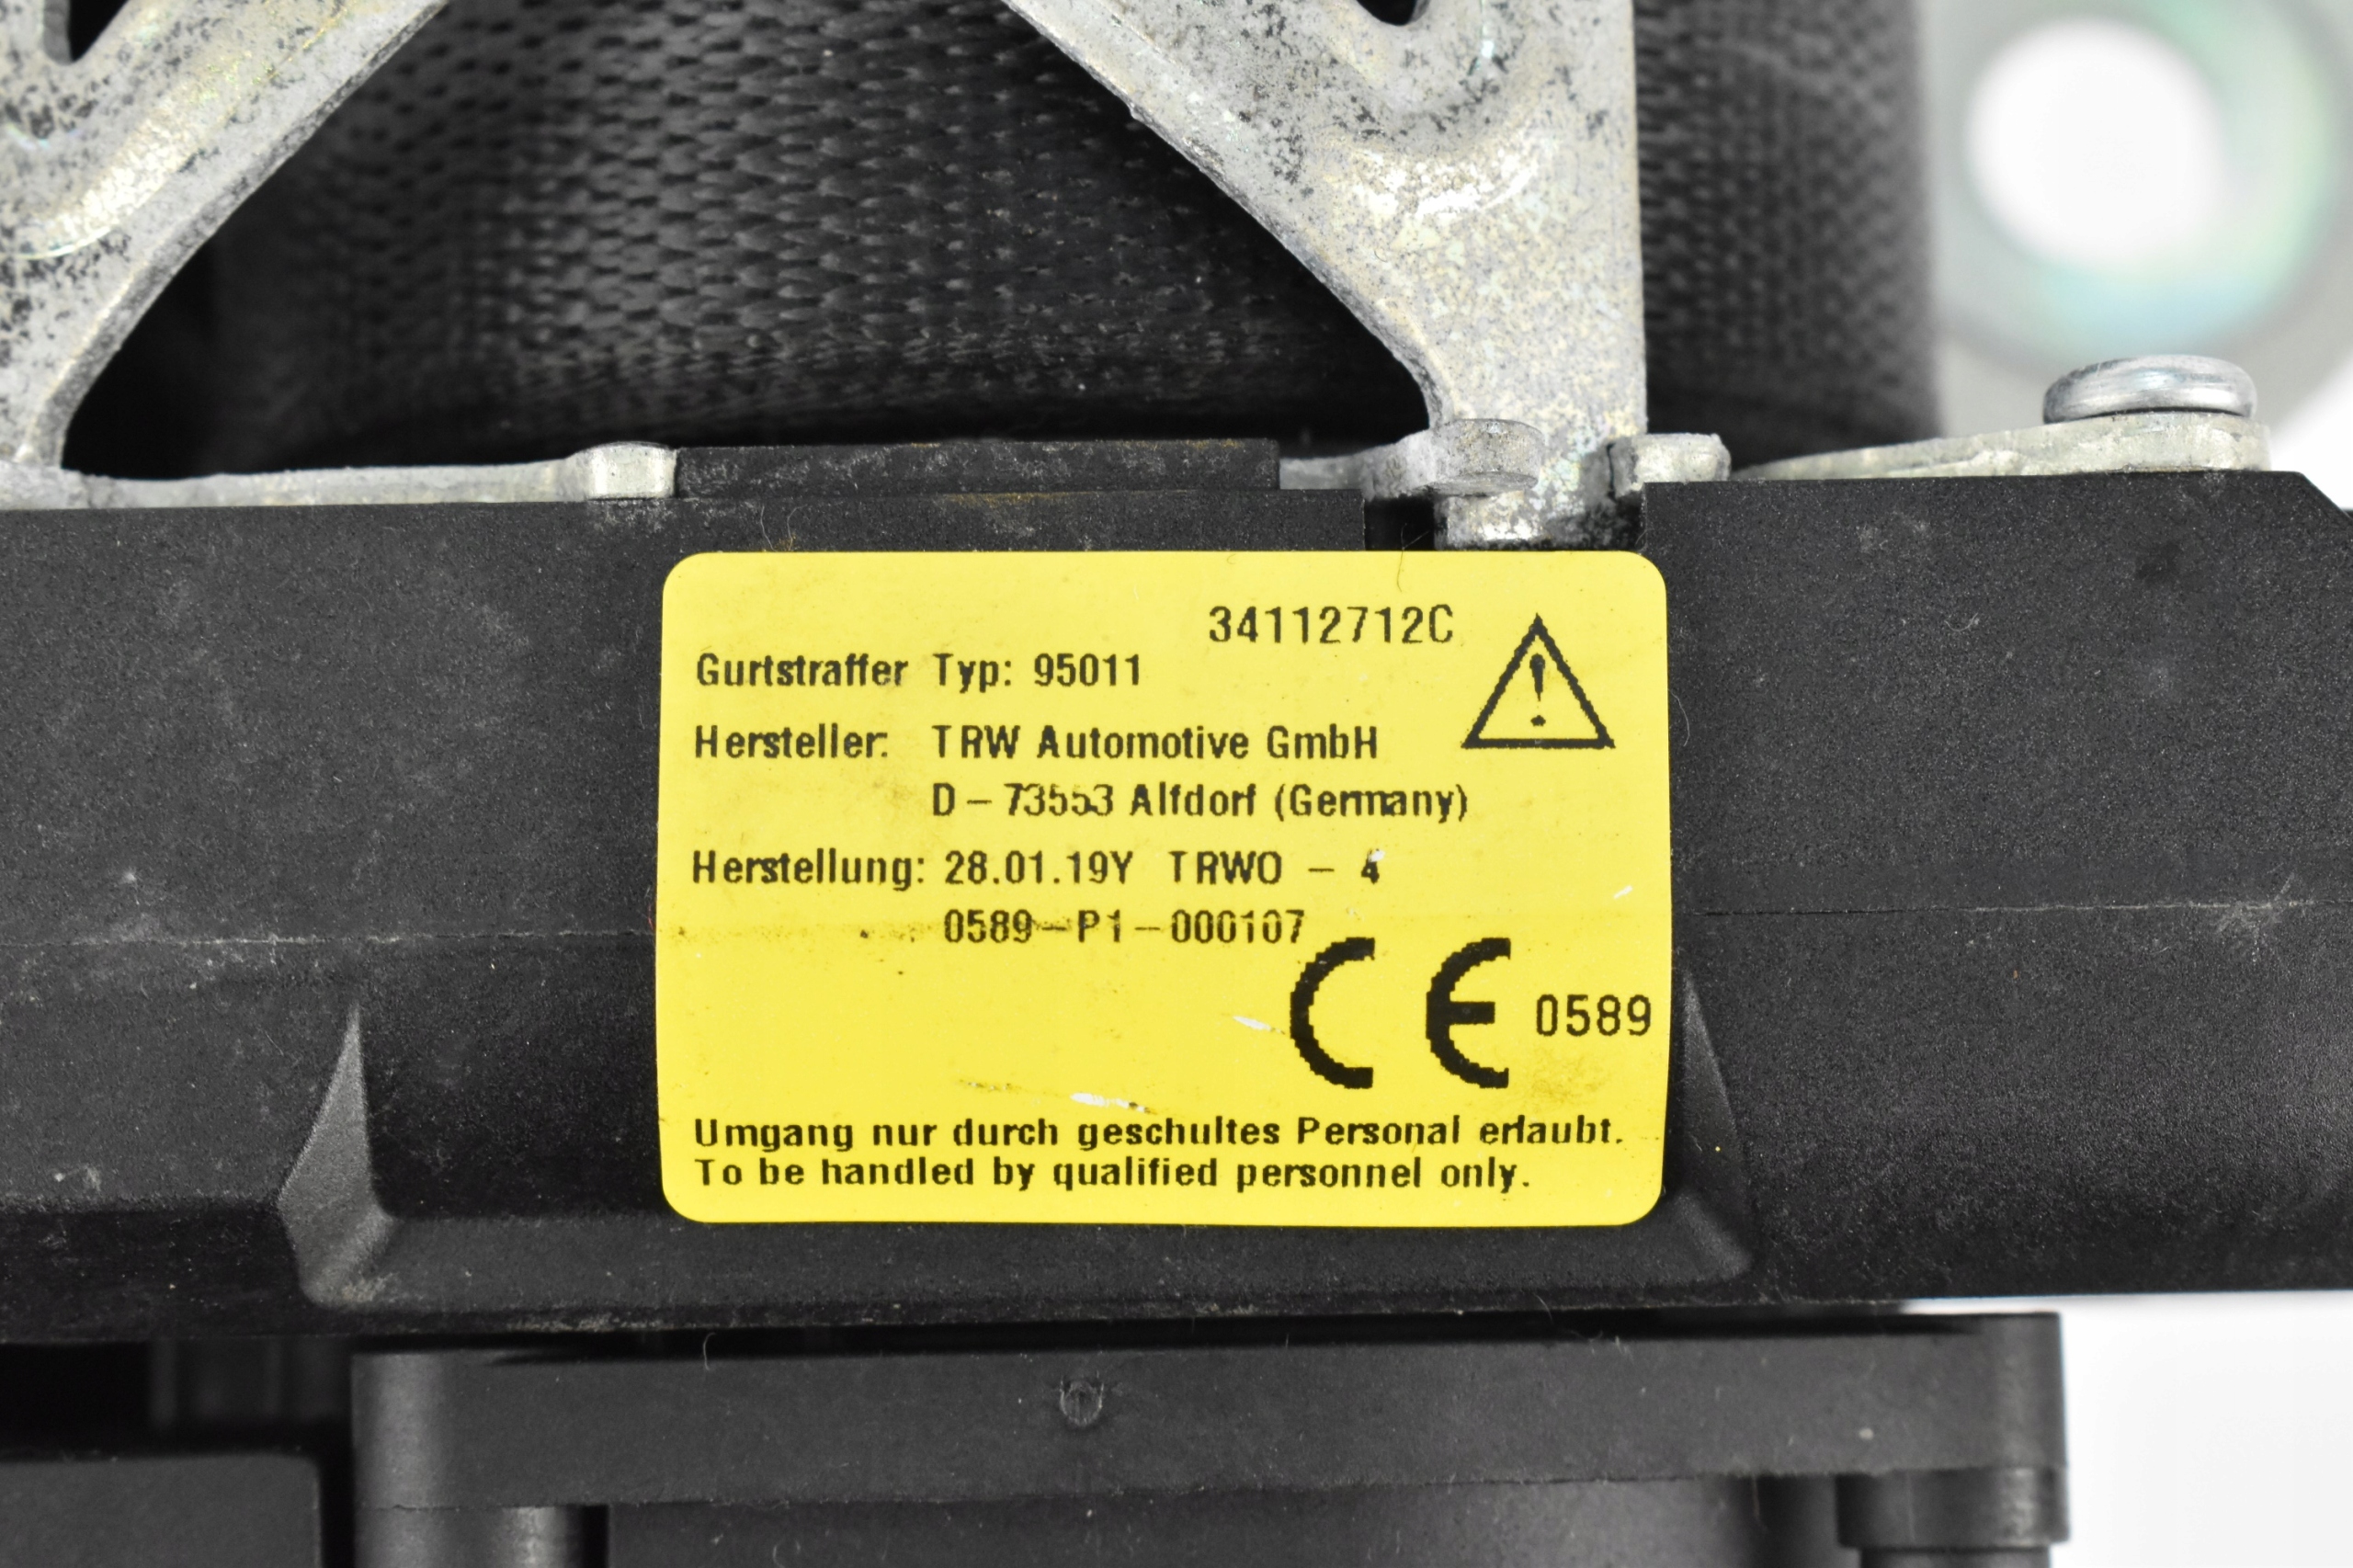 34112712C
Gurtstraffer Typ: 95011
Hersteller: TRW Automotive GmbH
D – 73553 Alfdorf (Germany)
Herstellung: 28.01.19Y TRWO – 4
0589–P1–000107
CE 0589
Umgang nur durch geschultes Personal erlaubt.
To be handled by qualified personnel only.